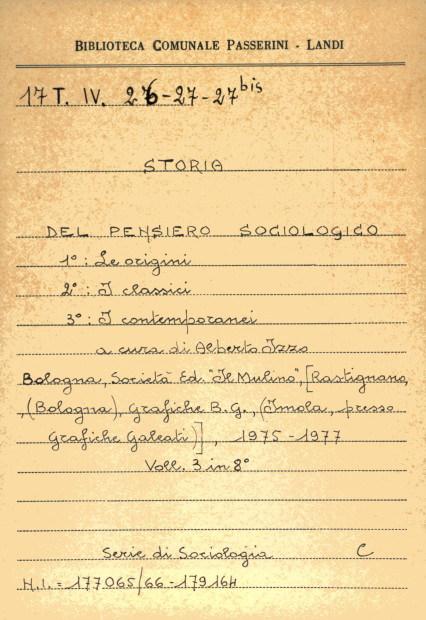 BIBLIOTECA COMUNALE PASSERINI - LANDI
17 T. IV. 26-27-27 bis
STORIA
DEL PENSIERO SOCIOLOGICO
1° : Le origini
2° : I classici
3° : I contemporanei
a cura di Alberto Izzo
Bologna, Società Ed. "Il Mulino", [Rastignano,
, (Bologna), Grafiche B.G., (Imola, presso
Grafiche Galeati)] , 1975-1977
Voll. 3 in 8°
Serie di Sociologia C
N.I. = 177065/66 - 179164